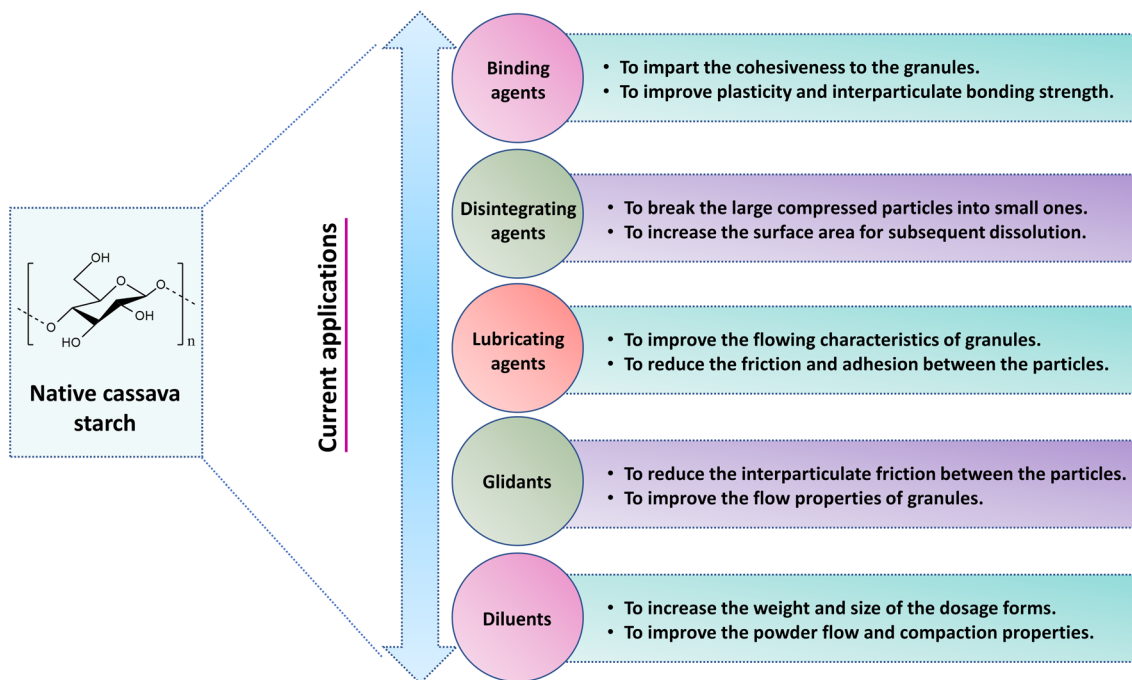 Binding
agents
• To impart the cohesiveness to the granules.
• To improve plasticity and interparticulate bonding strength.
Disintegrating
agents
• To break the large compressed particles into small ones.
• To increase the surface area for subsequent dissolution.
Lubricating
agents
• To improve the flowing characteristics of granules.
• To reduce the friction and adhesion between the particles.
Glidants
• To reduce the interparticulate friction between the particles.
• To improve the flow properties of granules.
Diluents
• To increase the weight and size of the dosage forms.
• To improve the powder flow and compaction properties.
Current applications
OH
O
O
O
OH
HO
n
Native cassava
starch